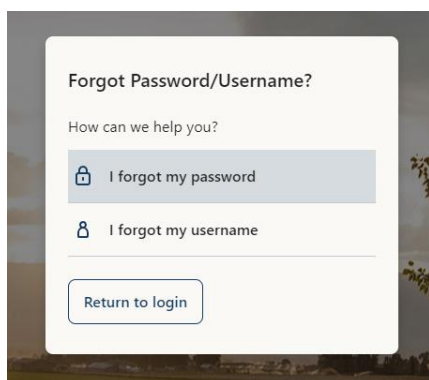 Forgot Password/Username?
How can we help you?
I forgot my password
I forgot my username
Return to login